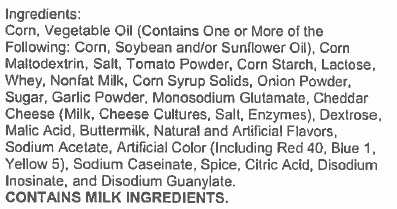 Ingredients:
Corn, Vegetable Oil (Contains One or More of the
Following: Corn, Soybean and/or Sunflower Oil), Corn
Maltodextrin, Salt, Tomato Powder, Corn Starch, Lactose,
Whey, Nonfat Milk, Corn Syrup Solids, Onion Powder,
Sugar, Garlic Powder, Monosodium Glutamate, Cheddar
Cheese (Milk, Cheese Cultures, Salt, Enzymes), Dextrose,
Malic Acid, Buttermilk, Natural and Artificial Flavors,
Sodium Acetate, Artificial Color (Including Red 40, Blue 1,
Yellow 5), Sodium Caseinate, Spice, Citric Acid, Disodium
Inosinate, and Disodium Guanylate.
CONTAINS MILK INGREDIENTS.